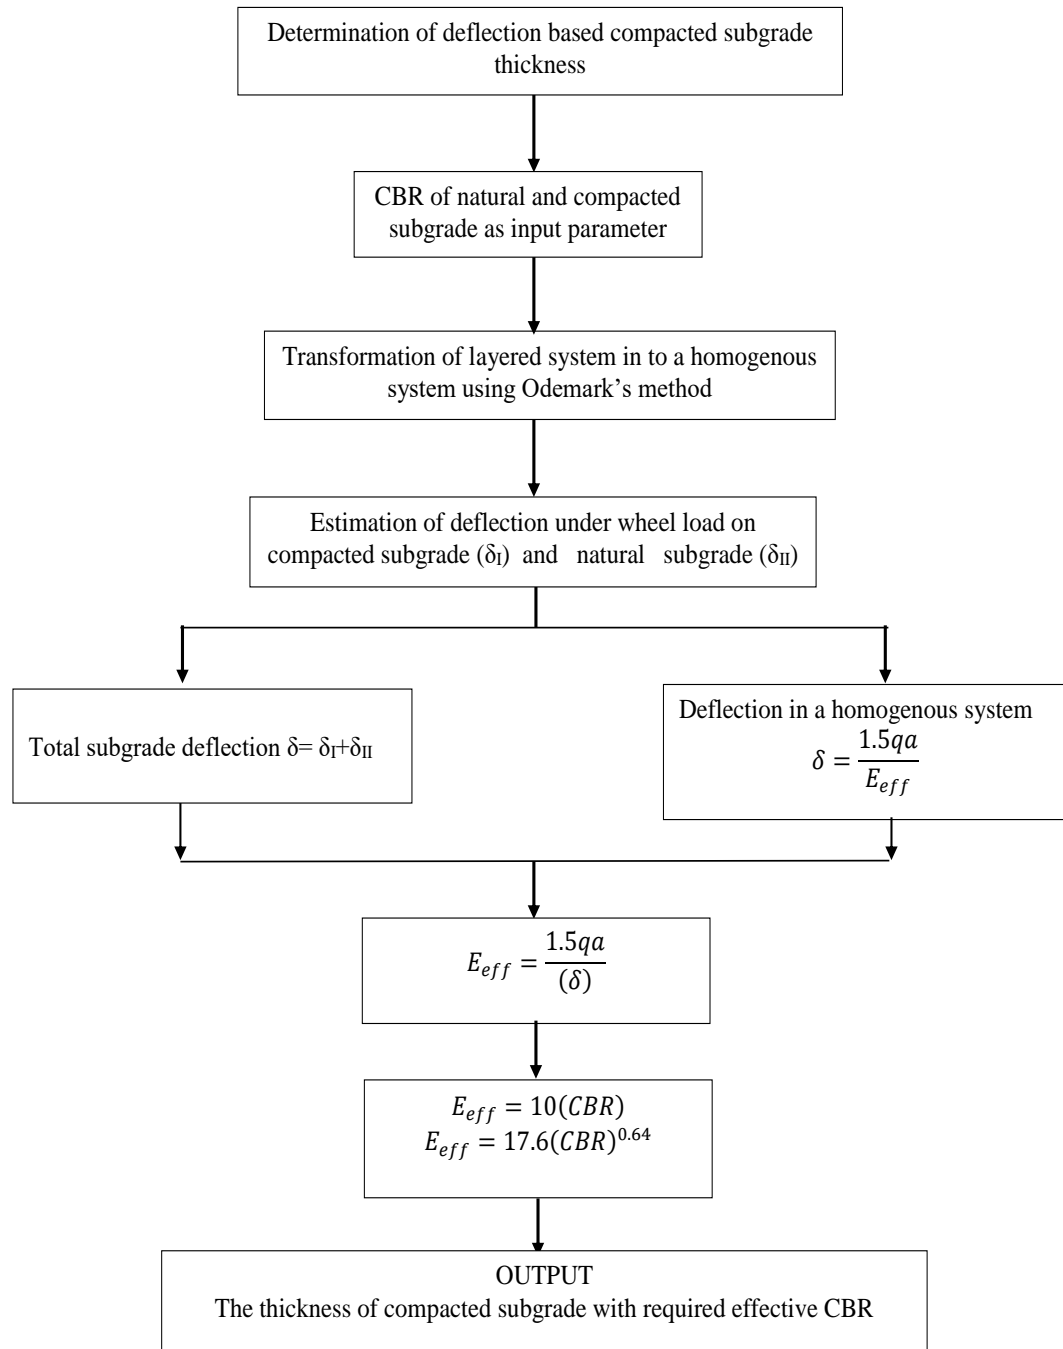 Determination of deflection based compacted subgrade
thickness
CBR of natural and compacted
subgrade as input parameter
Transformation of layered system in to a homogenous
system using Odemark’s method
Estimation of deflection under wheel load on
compacted subgrade (δI) and natural subgrade (δII)
Total subgrade deflection δ= δI+δII
Deflection in a homogenous system
δ = 1.5qa / Eeff
Eeff = 1.5qa / (δ)
Eeff = 10(CBR)
Eeff = 17.6(CBR)^0.64
OUTPUT
The thickness of compacted subgrade with required effective CBR